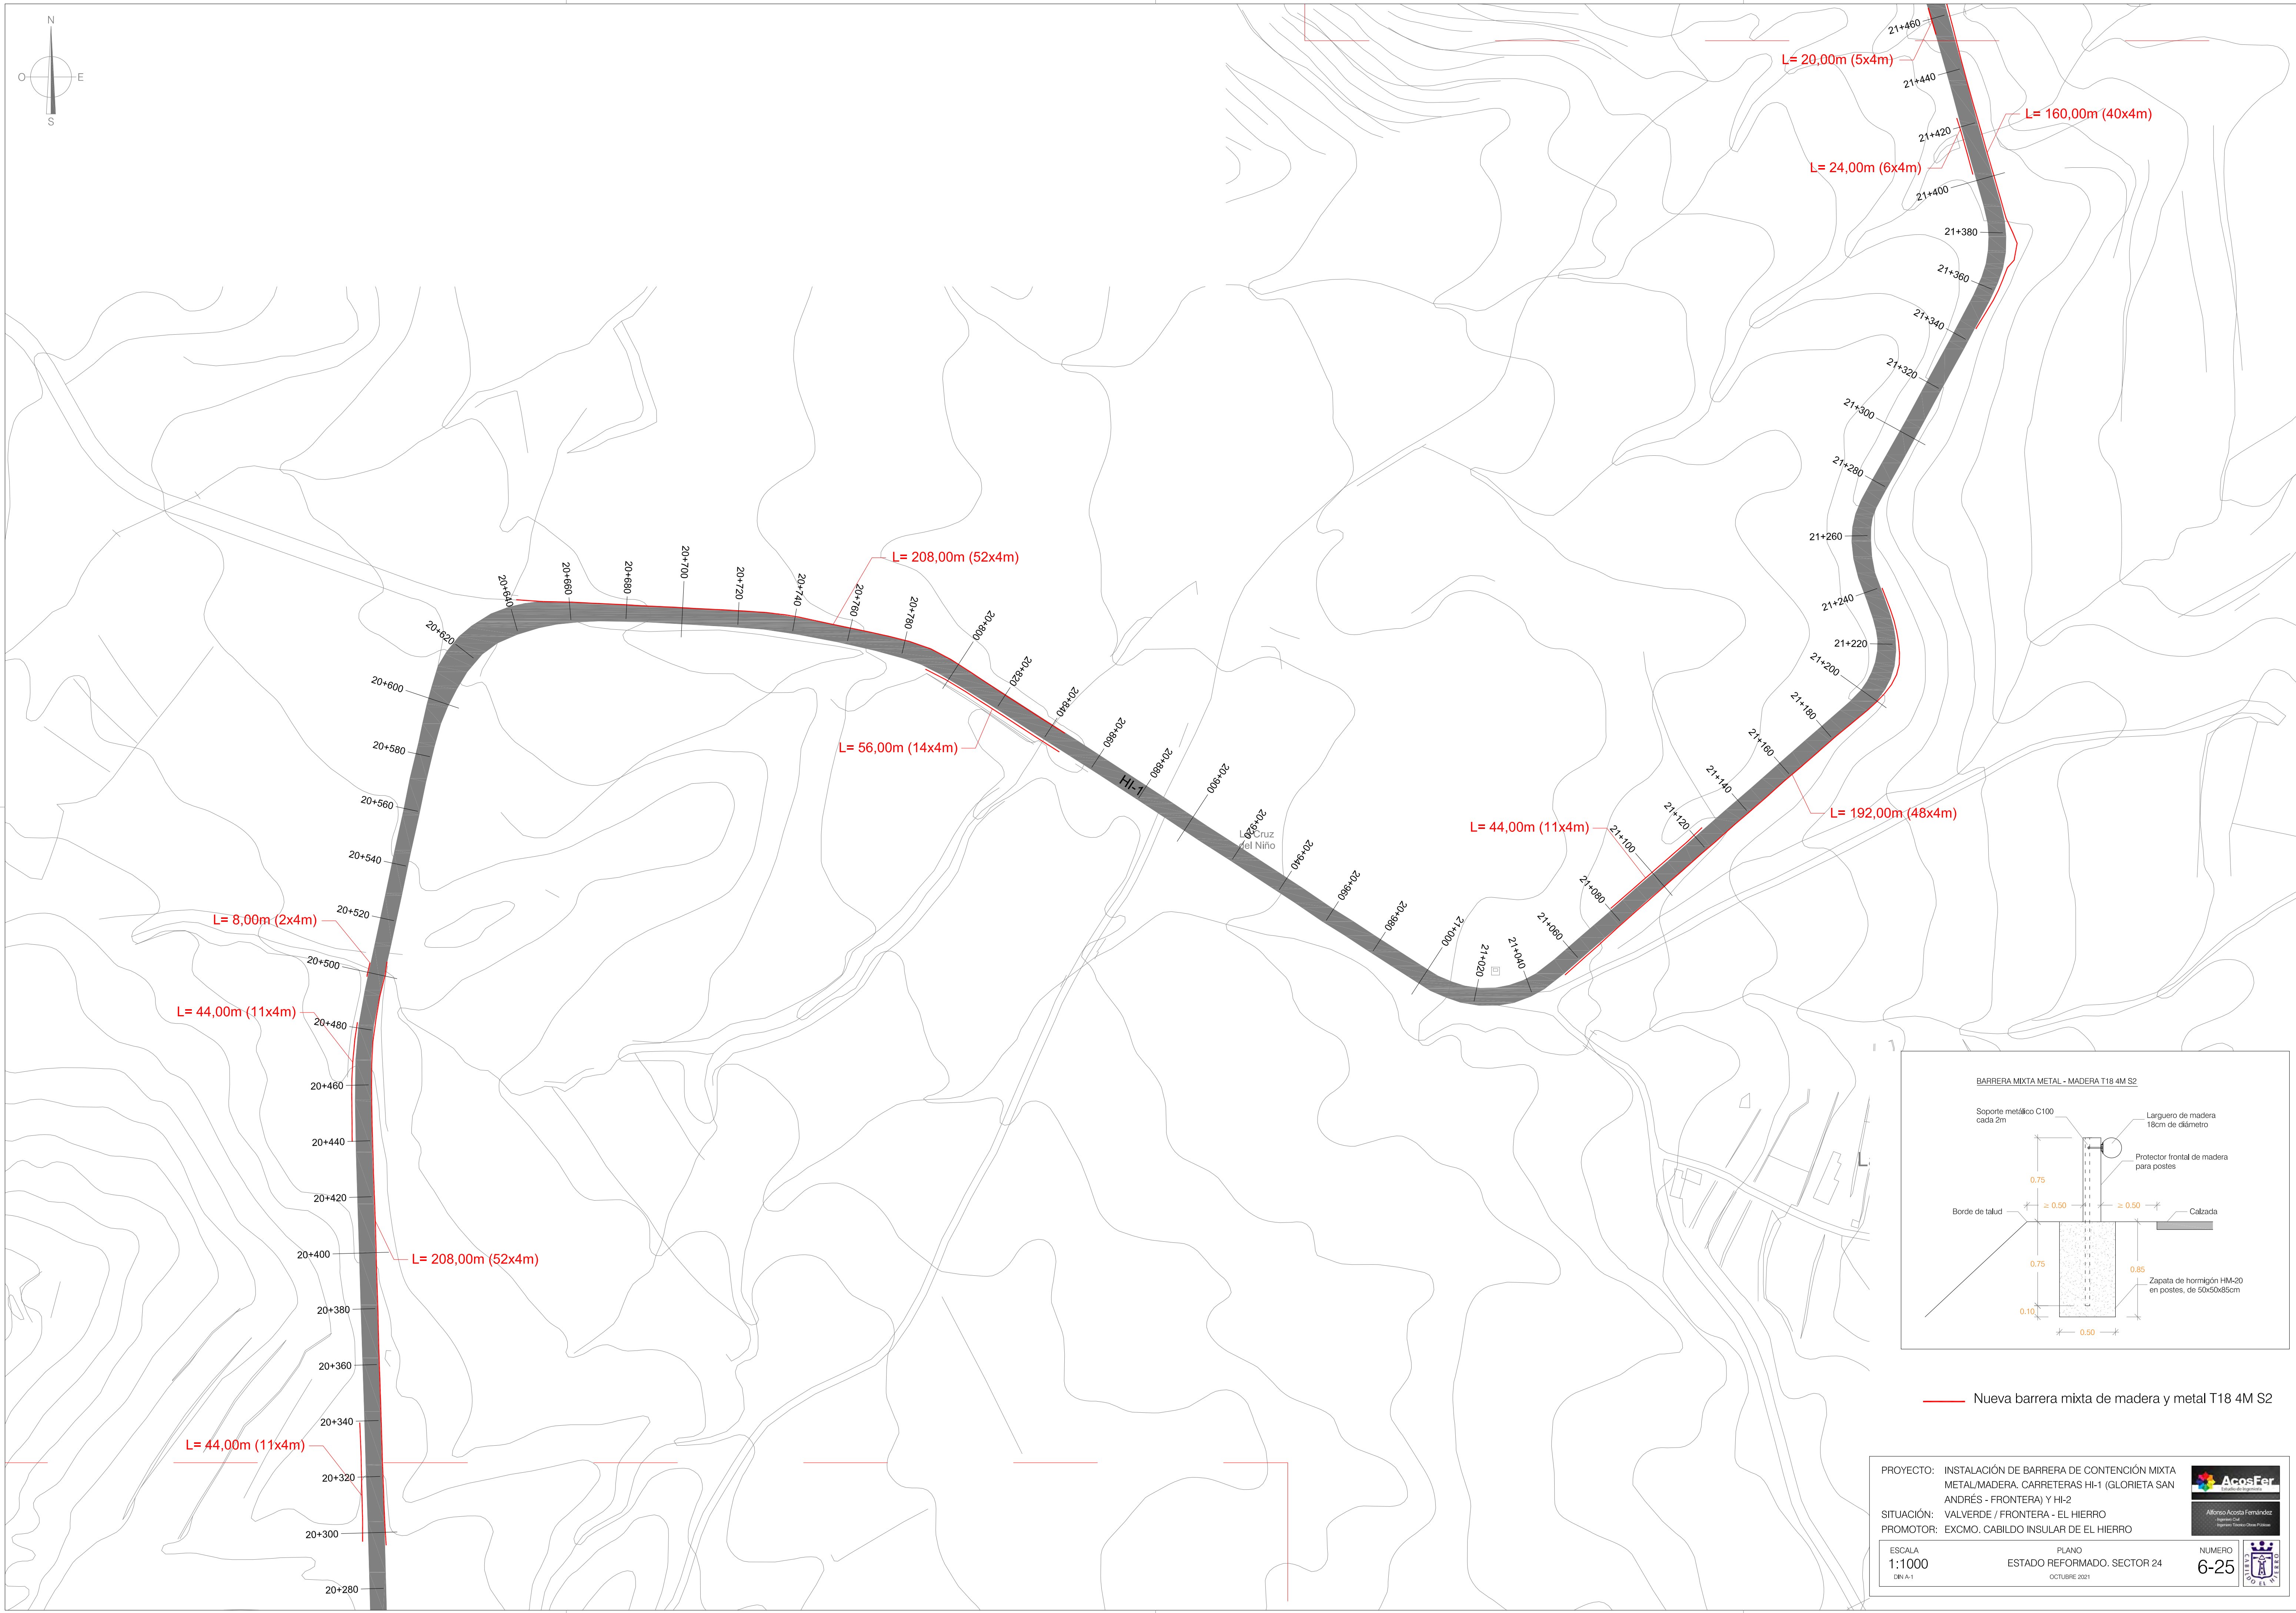 N
O E
S
21+460
L= 20,00m (5x4m)
21+440
L= 160,00m (40x4m)
21+420
L= 24,00m (6x4m)
21+400
21+380
21+360
21+340
21+320
21+300
21+280
21+260
21+240
21+220
21+200
21+180
21+160
21+140
21+120
21+100
21+080
21+060
21+040
21+020
21+000
L= 192,00m (48x4m)
L= 44,00m (11x4m)
20+980
20+960
20+940
20+920
La Cruz
del Niño
20+900
20+880
HI-1
20+860
20+840
20+820
20+800
20+780
20+760
20+740
20+720
20+700
20+680
20+660
20+640
20+620
L= 208,00m (52x4m)
L= 56,00m (14x4m)
20+600
20+580
20+560
20+540
20+520
L= 8,00m (2x4m)
20+500
L= 44,00m (11x4m)
20+480
20+460
20+440
20+420
20+400
L= 208,00m (52x4m)
20+380
20+360
20+340
L= 44,00m (11x4m)
20+320
20+300
20+280
BARRERA MIXTA METAL - MADERA T18 4M S2
Soporte metálico C100
cada 2m
Larguero de madera
18cm de diámetro
Protector frontal de madera
para postes
0.75
≥ 0.50
≥ 0.50
Borde de talud
Calzada
0.75
0.85
Zapata de hormigón HM-20
en postes, de 50x50x85cm
0.10
0.50
Nueva barrera mixta de madera y metal T18 4M S2
PROYECTO: INSTALACIÓN DE BARRERA DE CONTENCIÓN MIXTA
METAL/MADERA. CARRETERAS HI-1 (GLORIETA SAN
ANDRÉS - FRONTERA) Y HI-2
SITUACIÓN: VALVERDE / FRONTERA - EL HIERRO
PROMOTOR: EXCMO. CABILDO INSULAR DE EL HIERRO
AcosFer
Estudio de Ingeniería
Alfonso Acosta Fernández
- Ingeniero Civil
- Ingeniero Técnico Obras Públicas
ESCALA
1:1000
DIN A-1
PLANO
ESTADO REFORMADO. SECTOR 24
OCTUBRE 2021
NUMERO
6-25
CABILDO EL HIERRO